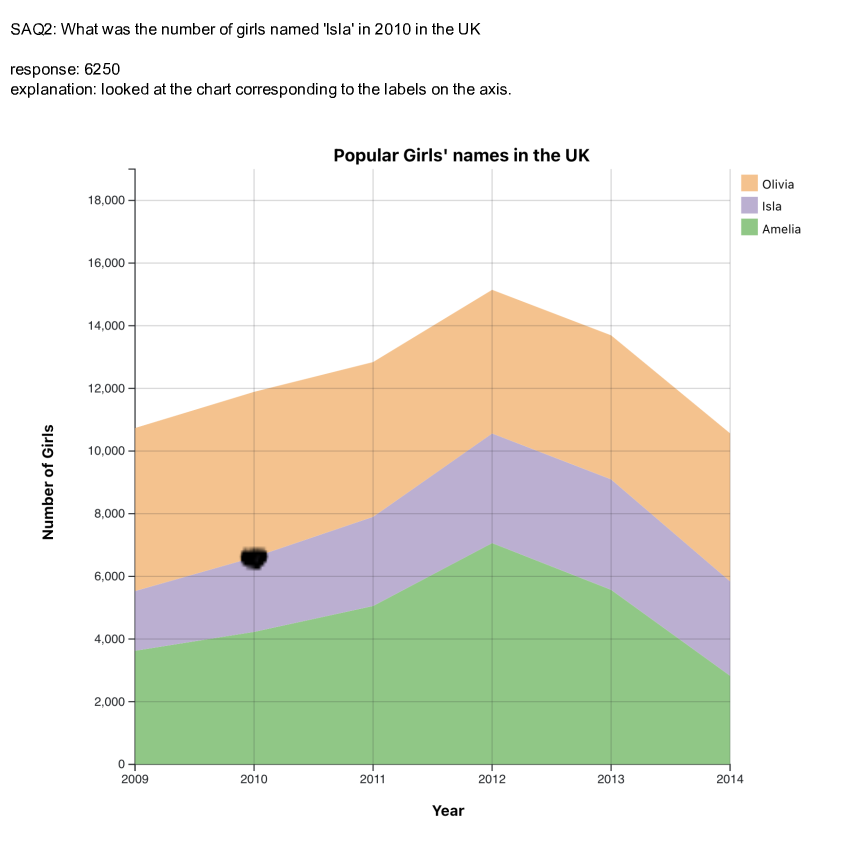 SAQ2: What was the number of girls named 'Isla' in 2010 in the UK
response: 6250
explanation: looked at the chart corresponding to the labels on the axis.
Popular Girls' names in the UK
Olivia
Isla
Amelia
18,000
16,000
14,000
12,000
10,000
8,000
6,000
4,000
2,000
0
Number of Girls
2009 2010 2011 2012 2013 2014
Year